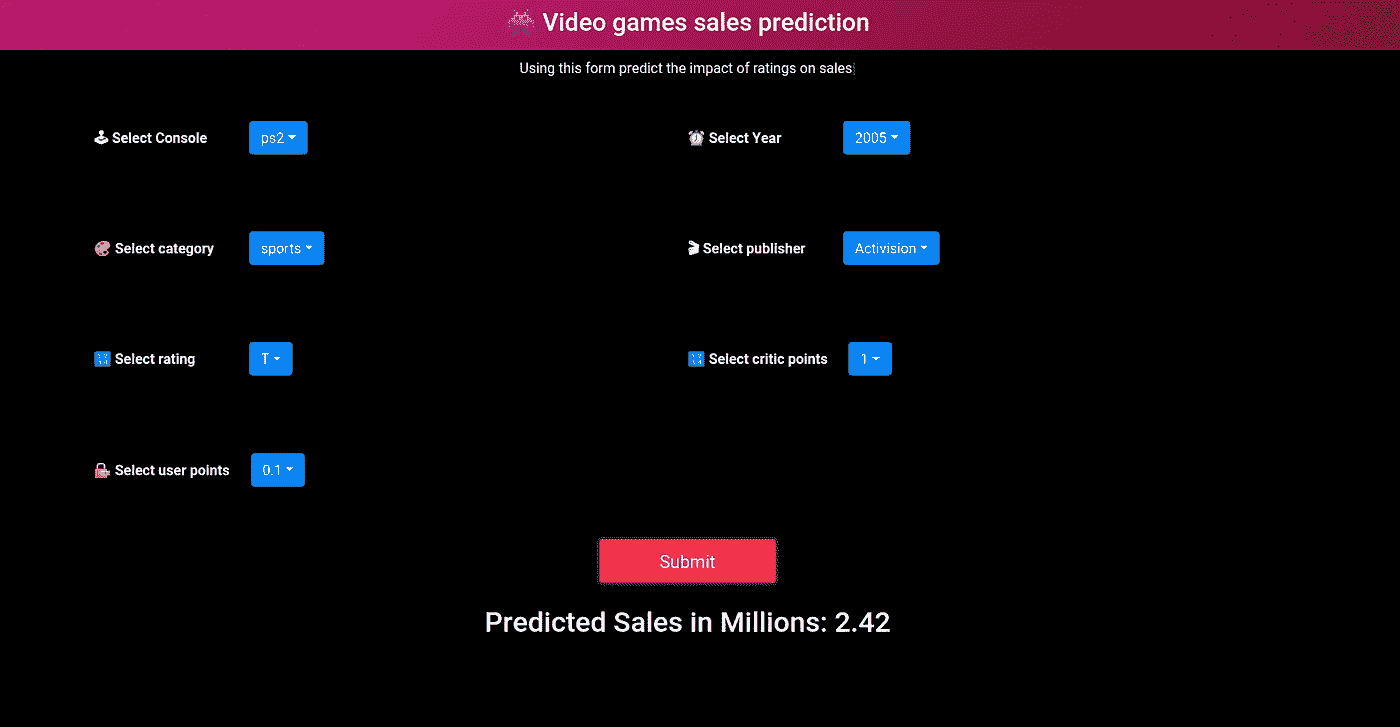 Video games sales prediction
Using this form predict the impact of ratings on sales
Select Console ps2 Select Year 2005
Select category sports Select publisher Activision
Select rating T Select critic points 1
Select user points 0.1
Submit
Predicted Sales in Millions: 2.42